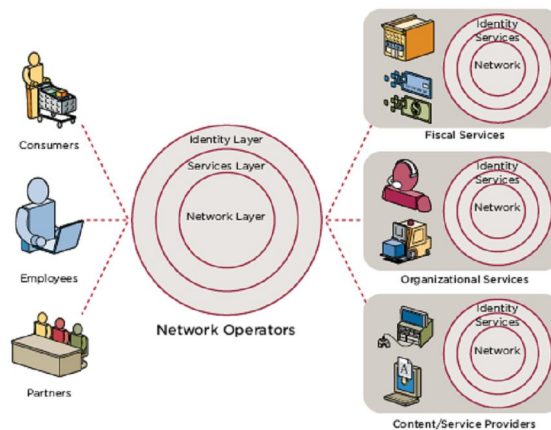 Consumers
Employees
Partners
Identity Layer
Services Layer
Network Layer
Network Operators
Identity
Services
Network
Fiscal Services
Identity
Services
Network
Organizational Services
Identity
Services
Network
A
Content/Service Providers